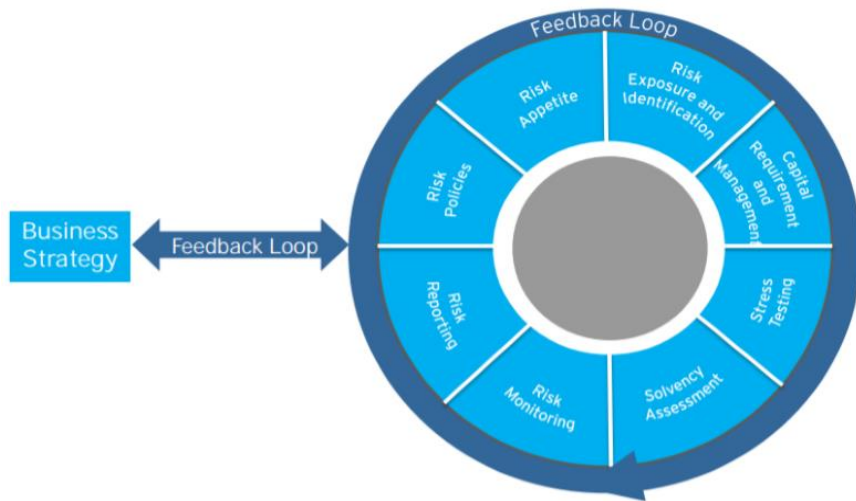 Feedback Loop
Risk
Exposure and
Identification
Capital
Requirement
and
Management
Stress
Testing
Solvency
Assessment
Risk
Monitoring
Risk
Reporting
Risk
Policies
Risk
Appetite
Business
Strategy
Feedback Loop